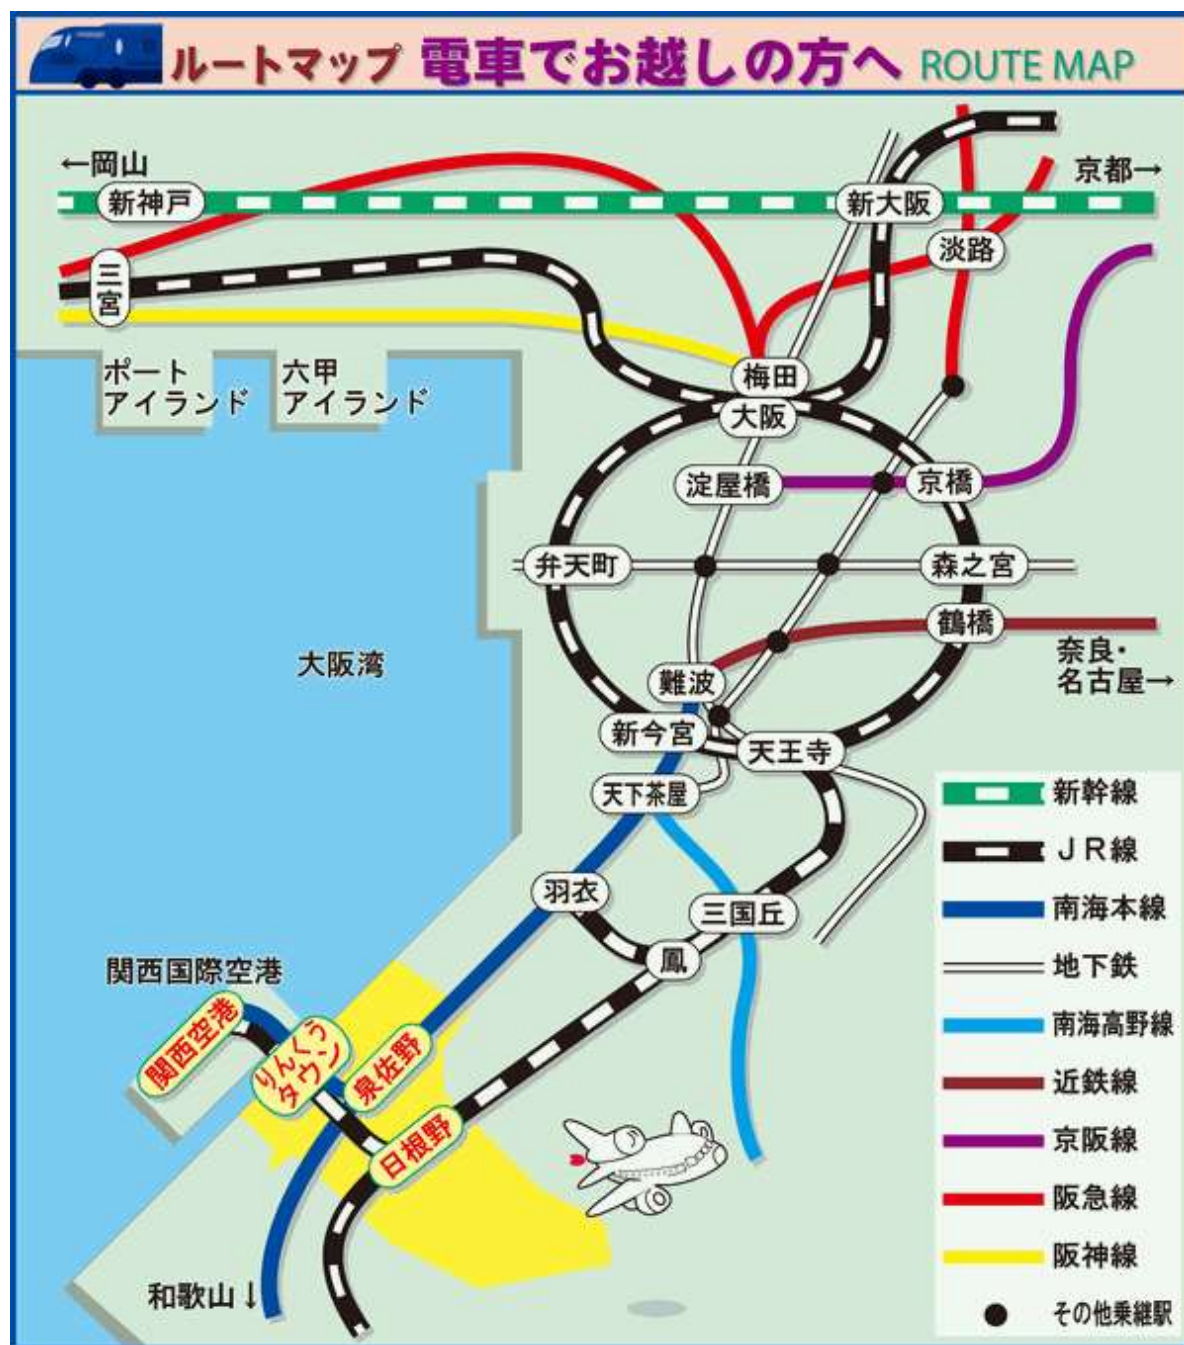 ルートマップ 電車でお越しの方へ ROUTE MAP
←岡山
京都→
新神戸
新大阪
淡路
三宮
ポート
アイランド
六甲
アイランド
梅田
大阪
淀屋橋
京橋
弁天町
森之宮
鶴橋
大阪湾
奈良・
名古屋→
難波
新今宮
天王寺
天下茶屋
羽衣
三国丘
鳳
関西国際空港
関西空港
りんくう
タウン
泉佐野
日根野
和歌山↓
新幹線
JR線
南海本線
地下鉄
南海高野線
近鉄線
京阪線
阪急線
阪神線
その他乗継駅